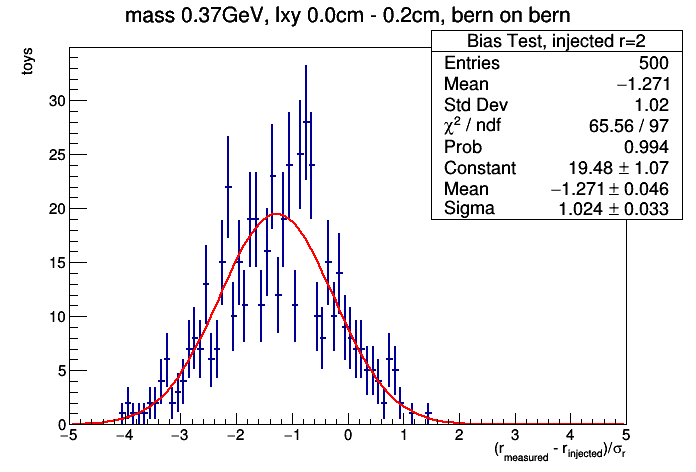 mass 0.37GeV, lxy 0.0cm - 0.2cm, bern on bern
Bias Test, injected r=2
Entries 500
Mean −1.271
Std Dev 1.02
χ² / ndf 65.56 / 97
Prob 0.994
Constant 19.48 ± 1.07
Mean −1.271 ± 0.046
Sigma 1.024 ± 0.033
toys
30
25
20
15
10
5
0
−5 −4 −3 −2 −1 0 1 2 3 4 5
(r_measured - r_injected)/σ_r